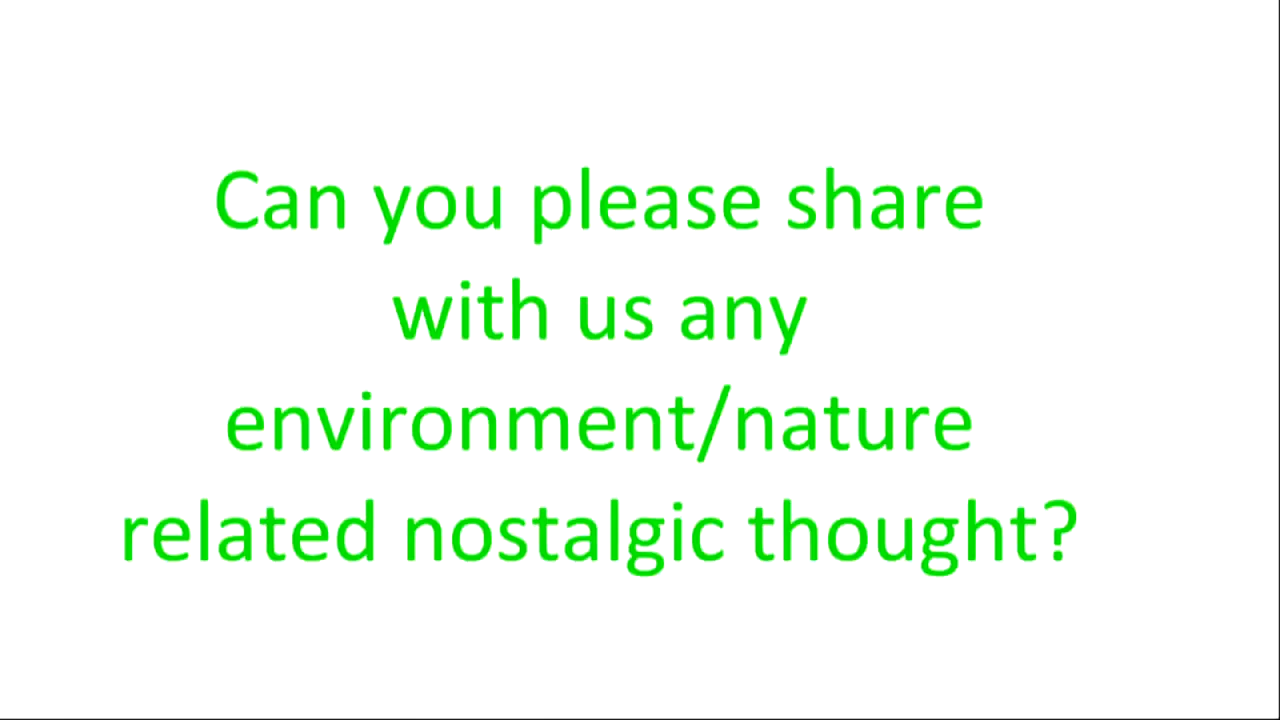 Can you please share
with us any
environment/nature
related nostalgic thought?